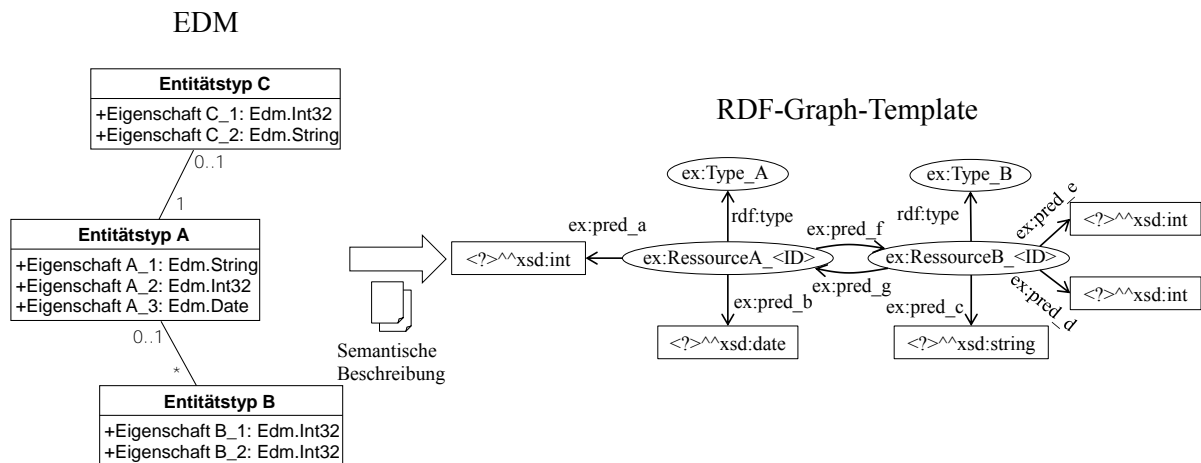 EDM
Entitätstyp C
+Eigenschaft C_1: Edm.Int32
+Eigenschaft C_2: Edm.String
0..1
1
Entitätstyp A
+Eigenschaft A_1: Edm.String
+Eigenschaft A_2: Edm.Int32
+Eigenschaft A_3: Edm.Date
0..1
*
Entitätstyp B
+Eigenschaft B_1: Edm.Int32
+Eigenschaft B_2: Edm.Int32
Semantische
Beschreibung
RDF-Graph-Template
ex:Type_A
ex:Type_B
rdf:type
rdf:type
ex:pred_a
ex:pred_f
ex:pred_e
<?>^^xsd:int
<?>^^xsd:int
ex:RessourceA_<ID>
ex:RessourceB_<ID>
ex:pred_g
ex:pred_b
ex:pred_c
ex:pred_d
<?>^^xsd:int
<?>^^xsd:date
<?>^^xsd:string